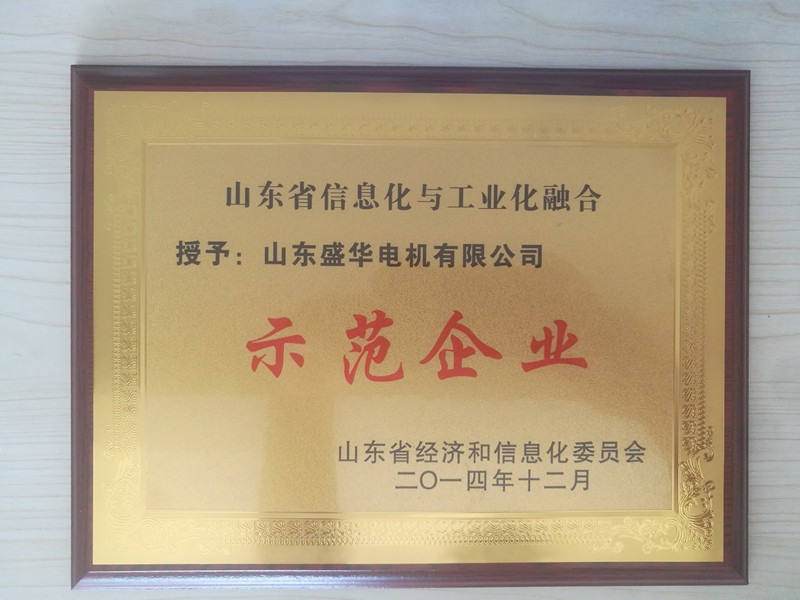 山东省信息化与工业化融合
授予：山东盛华电机有限公司
示范企业
山东省经济和信息化委员会
二〇一四年十二月